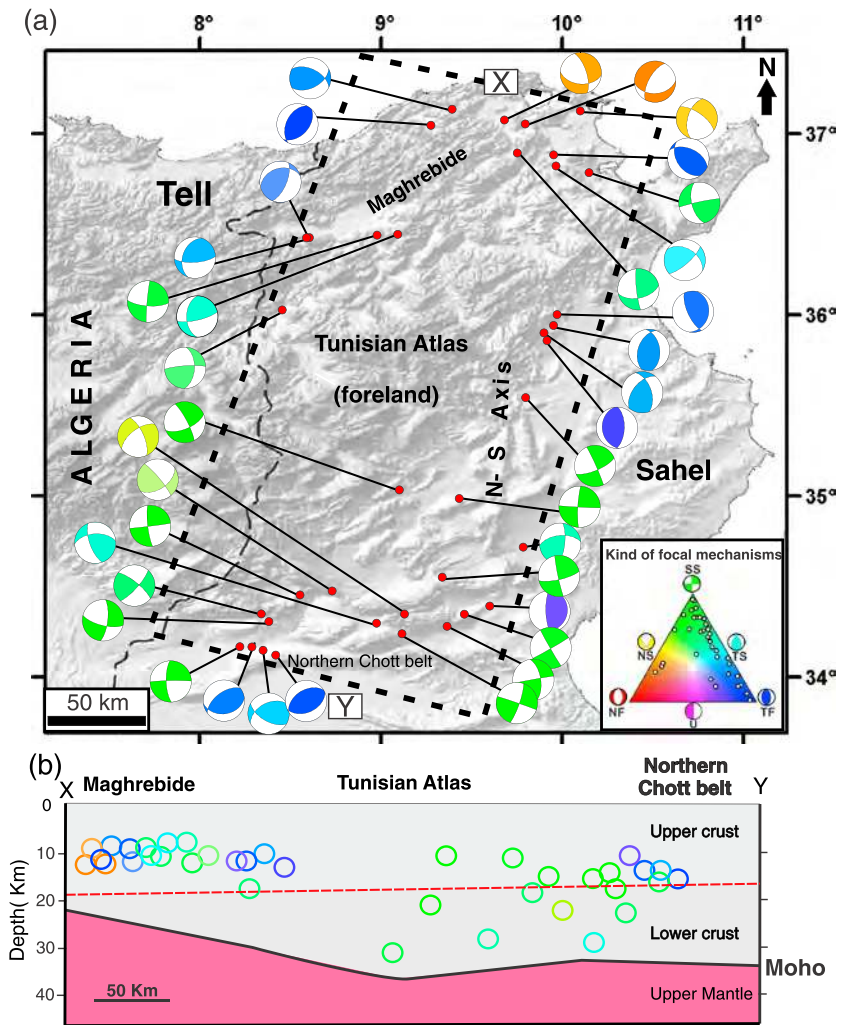 (a)
8°
9°
10°
11°
X
N
37°
Tell
Maghrebide
36°
ALGERIA
Tunisian Atlas
(foreland)
N- S Axis
Sahel
35°
Kind of focal mechanisms
SS
NS
TS
NF
U
TF
34°
Northern Chott belt
50 km
Y
(b)
X
Maghrebide
Tunisian Atlas
Northern
Chott belt
Y
0
10
20
30
40
Depth( Km)
Upper crust
Lower crust
Moho
50 Km
Upper Mantle